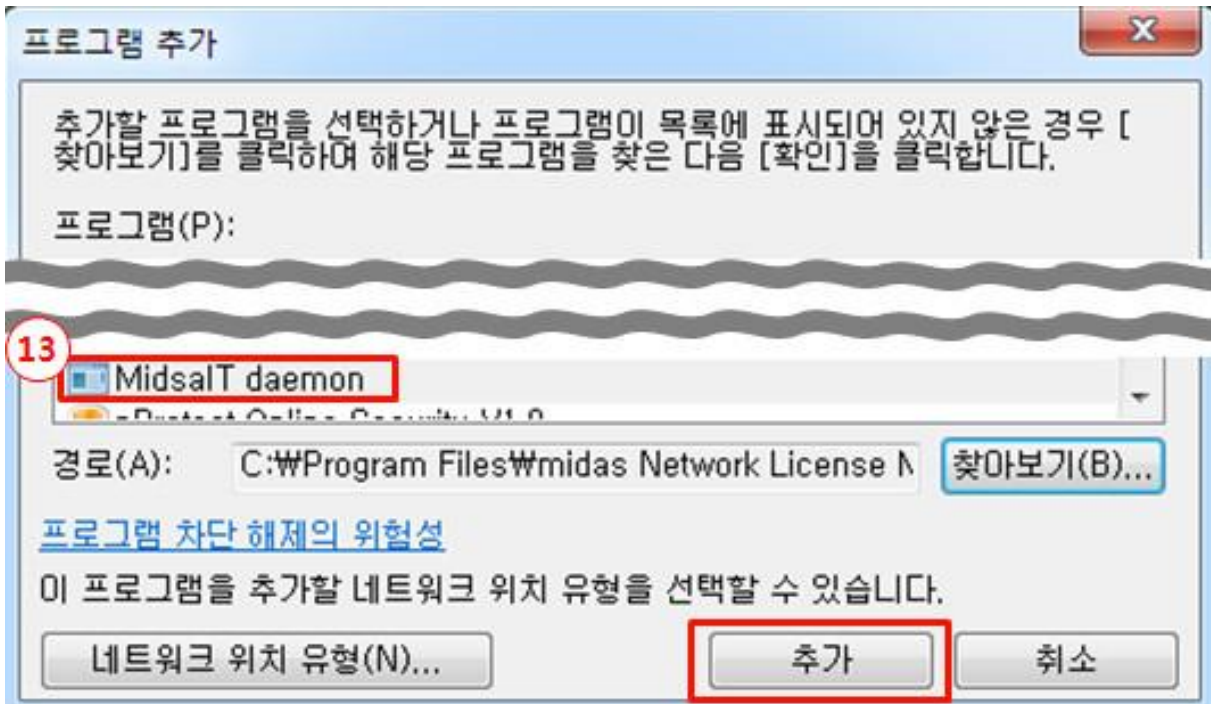 프로그램 추가
추가할 프로그램을 선택하거나 프로그램이 목록에 표시되어 있지 않은 경우 [
찾아보기]를 클릭하여 해당 프로그램을 찾은 다음 [확인]을 클릭합니다.
프로그램(P):
13
MidsaIT daemon
경로(A): C:₩Program Files₩midas Network License 찾아보기(B)...
프로그램 차단 해제의 위험성
이 프로그램을 추가할 네트워크 위치 유형을 선택할 수 있습니다.
네트워크 위치 유형(N)... 추가 취소